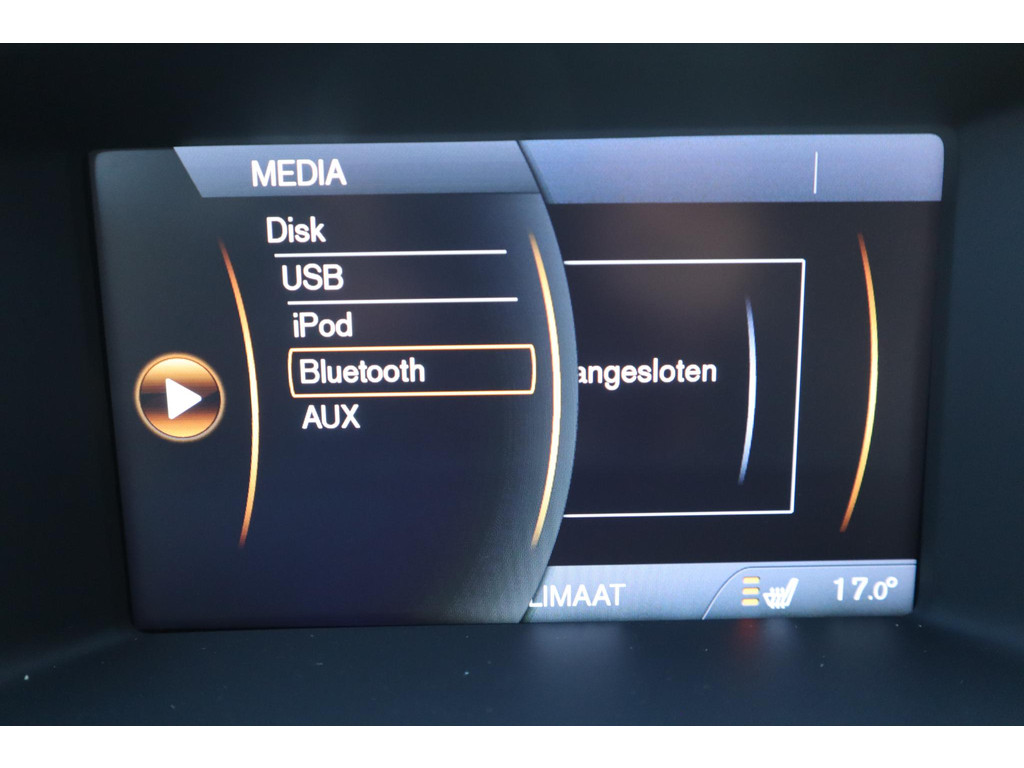 MEDIA
Disk
USB
iPod
Bluetooth
angesloten
AUX
LIMAAT
17.0°